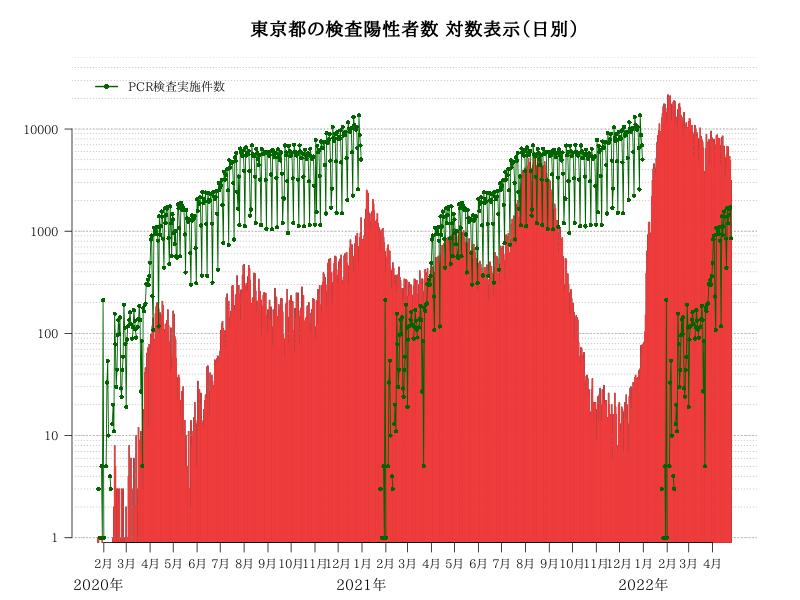 東京都の検査陽性者数 対数表示(日別)
PCR検査実施件数
10000
1000
100
10
1
2月 3月 4月 5月 6月 7月 8月 9月 10月 11月 12月 1月 2月 3月 4月 5月 6月 7月 8月 9月 10月 11月 12月 1月 2月 3月 4月
2020年 2021年 2022年